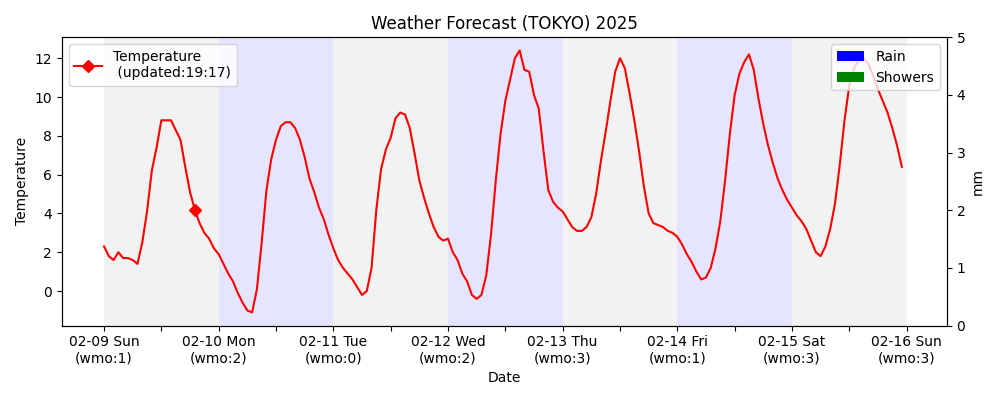 Weather Forecast (TOKYO) 2025
Temperature
(updated:19:17)
Rain
Showers
12
10
8
6
4
2
0
Temperature
5
4
3
2
1
0
mm
02-09 Sun
(wmo:1)
02-10 Mon
(wmo:2)
02-11 Tue
(wmo:0)
02-12 Wed
(wmo:2)
02-13 Thu
(wmo:3)
02-14 Fri
(wmo:1)
02-15 Sat
(wmo:3)
02-16 Sun
(wmo:3)
Date